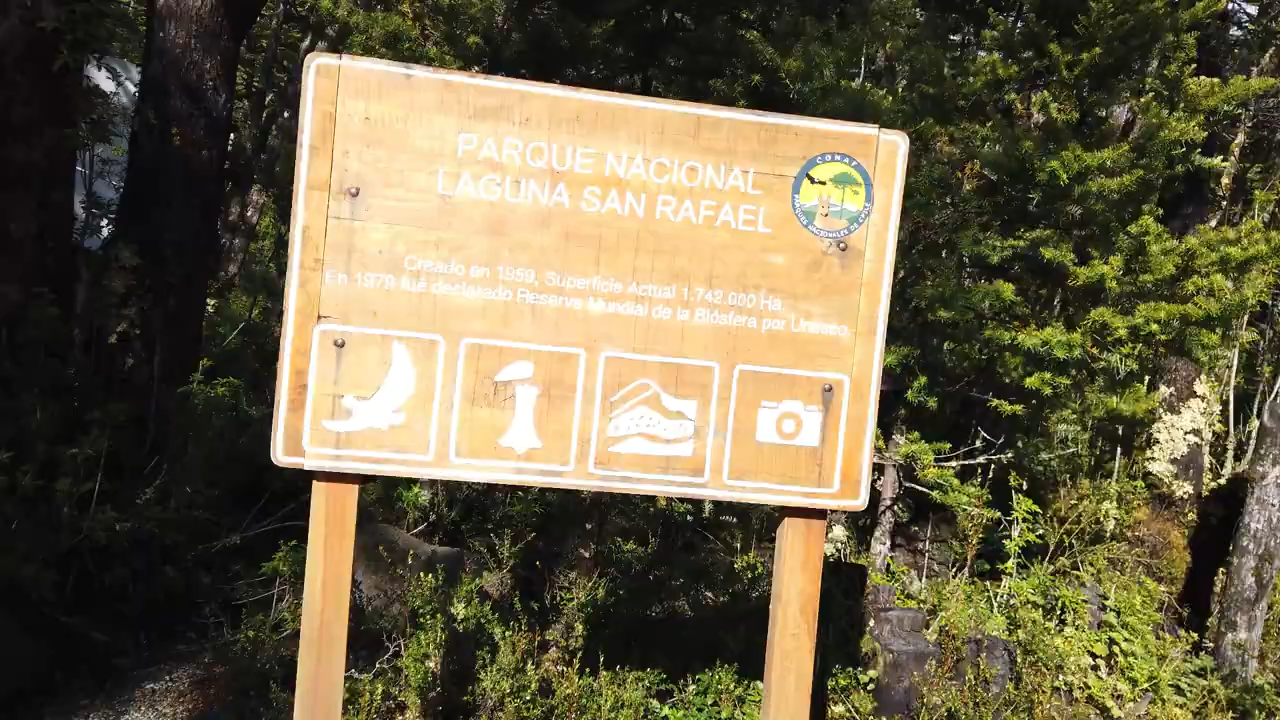 PARQUE NACIONAL
LAGUNA SAN RAFAEL
CONAF
PARQUES NACIONALES DE CHILE
Creado en 1959, Superficie Actual 1.742.000 Ha.
En 1979 fué declarado Reserva Mundial de la Biósfera por Unesco.